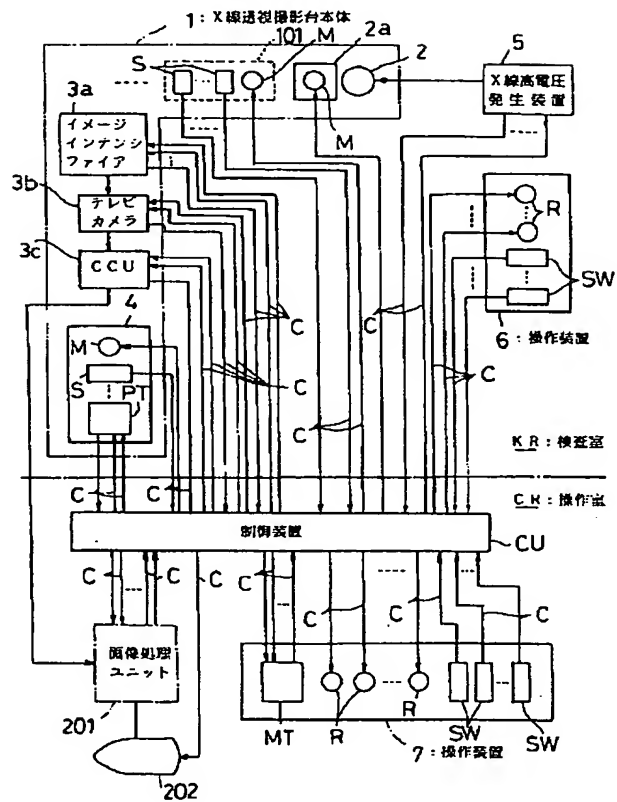 1：X線透視撮影台本体
101
M
2a
2
5
S
X線高電圧
発生装置
3a
イメージ
インテンシ
ファイア
M
3b
テレビ
カメラ
R
3c
CCU
SW
C
C
C
6：操作装置
4
M
S
PT
C
C
C
KR：検査室
C
C
CR：操作室
制御装置
CU
C
C
C
C
C
C
C
画像処理
ユニット
201
MT
R
R
SW
SW
7：操作装置
202